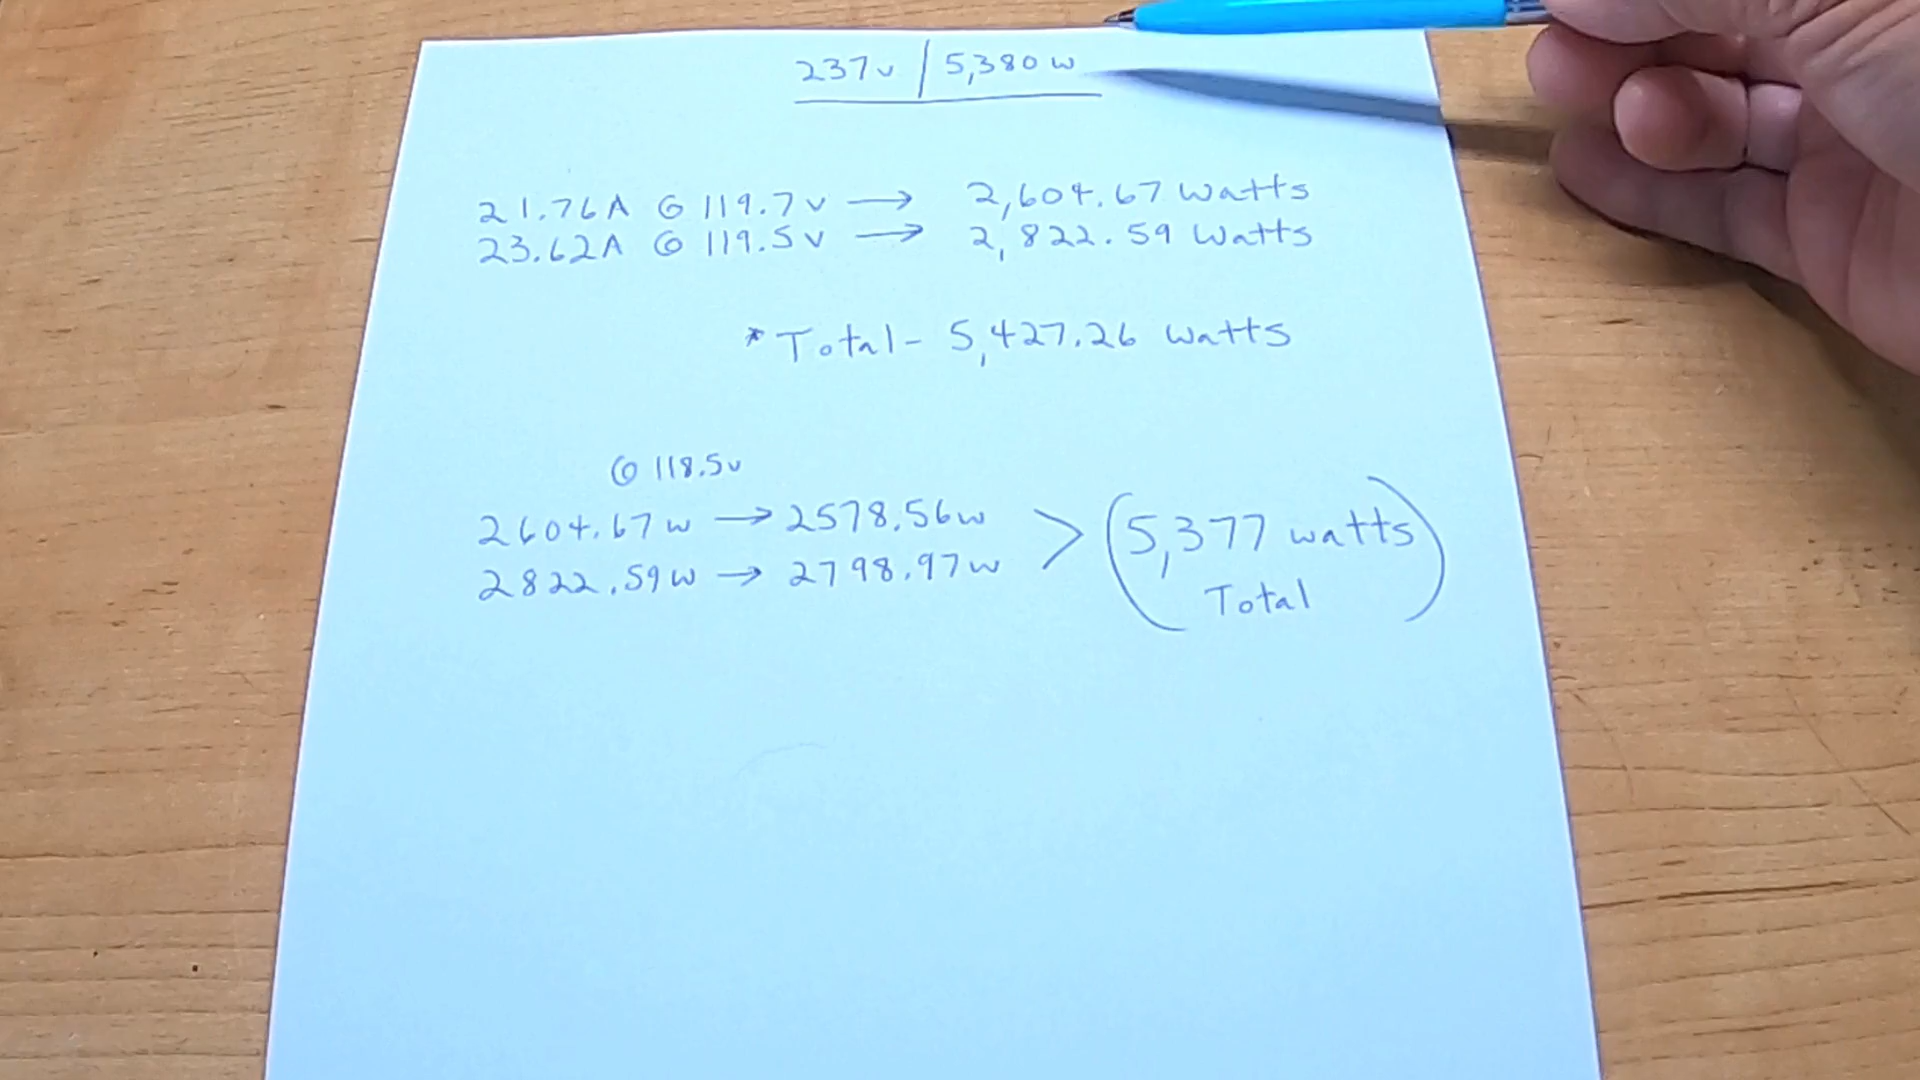 237v | 5,380 w
21.76A @ 119.7v → 2,604.67 watts
23.62A @ 119.5v → 2,822.59 watts
*Total - 5,427.26 watts
@ 118.5v
2604.67w → 2578.56w
2822.59w → 2798.97w > (5,377 watts
Total)